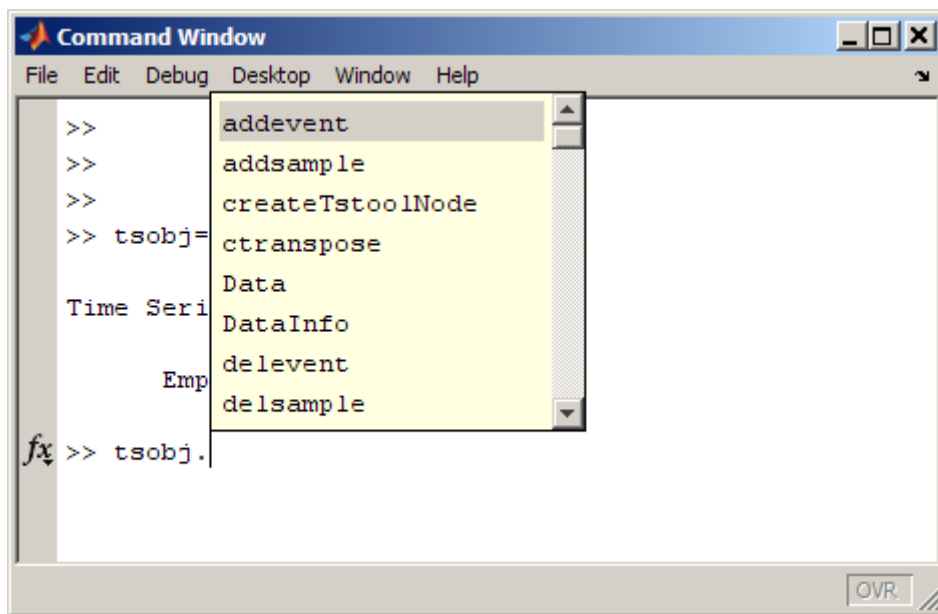 Command Window
File Edit Debug Desktop Window Help
>>
>>
>>
>> tsobj=
Time Seri
Emp
fx >> tsobj.
addevent
addsample
createTstoolNode
ctranspose
Data
DataInfo
delevent
delsample
OVR